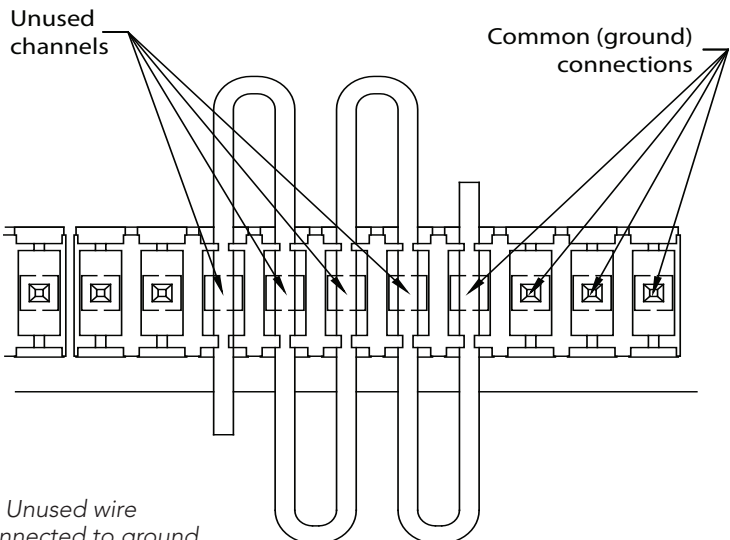 Unused
channels
Common (ground)
connections
Unused wire
nnected to ground